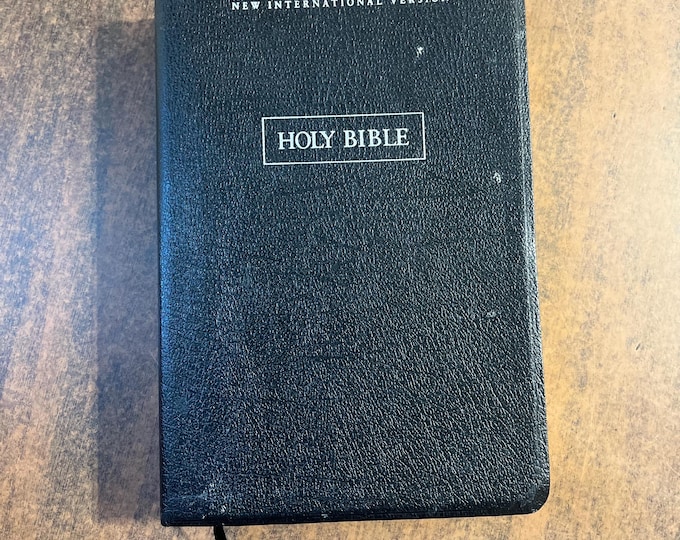 NEW INTERNATIONAL VERSION
HOLY BIBLE